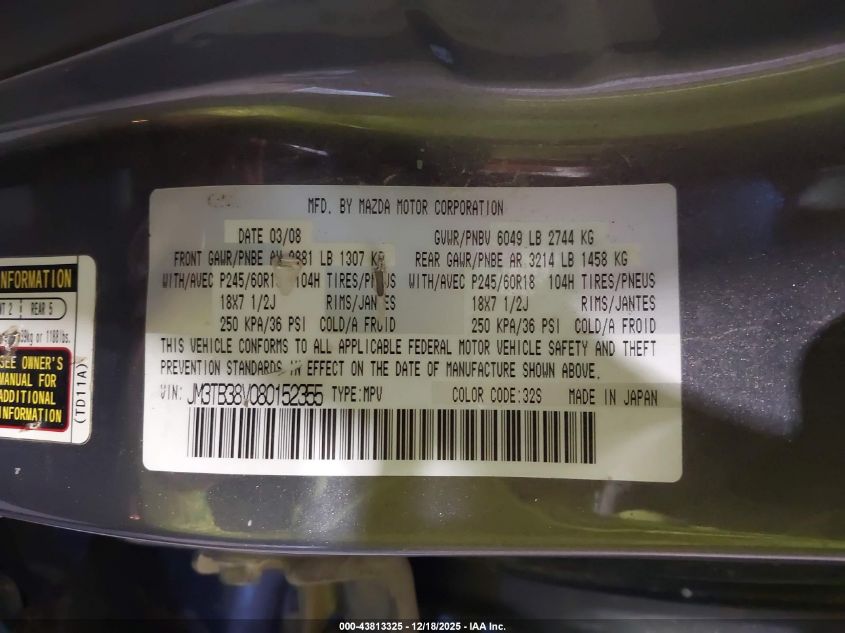 MFD. BY MAZDA MOTOR CORPORATION
DATE 03/08 GVWR/PNBV 6049 LB 2744 KG
FRONT GAWR/PNBE AV 2881 LB 1307 KG REAR GAWR/PNBE AR 3214 LB 1458 KG
WITH/AVEC P245/60R18 104H TIRES/PNEUS WITH/AVEC P245/60R18 104H TIRES/PNEUS
18X7 1/2J RIMS/JANTES 18X7 1/2J RIMS/JANTES
250 KPA/36 PSI COLD/A FROID 250 KPA/36 PSI COLD/A FROID
THIS VEHICLE CONFORMS TO ALL APPLICABLE FEDERAL MOTOR VEHICLE SAFETY AND THEFT
PREVENTION STANDARDS IN EFFECT ON THE DATE OF MANUFACTURE SHOWN ABOVE.
VIN: JM3TB38V080152355 TYPE:MPV COLOR CODE:32S MADE IN JAPAN
INFORMATION
2 REAR 5
or 1188lbs.
SEE OWNER'S
MANUAL FOR
ADDITIONAL
INFORMATION
(TD11A)
000-43813325 - 12/18/2025 - IAA Inc.